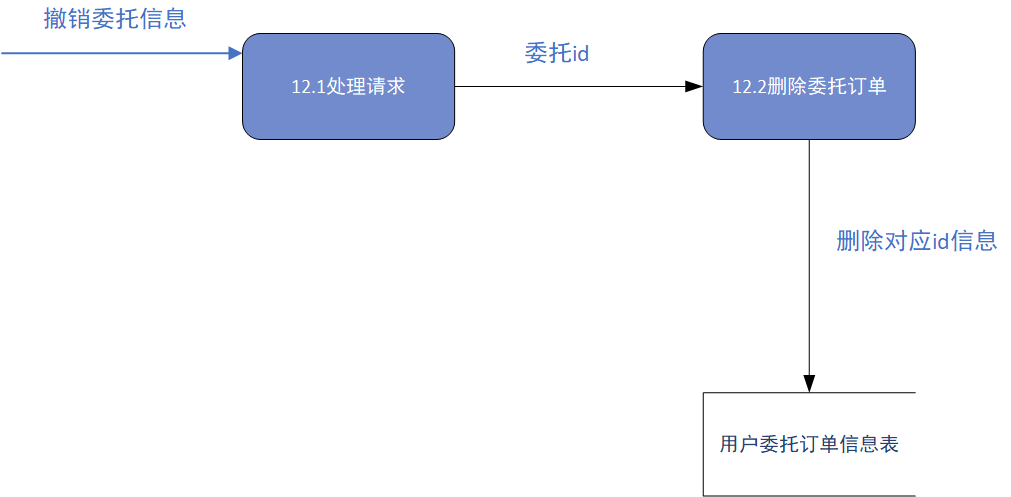 撤销委托信息
委托id
12.1处理请求
12.2删除委托订单
删除对应id信息
用户委托订单信息表